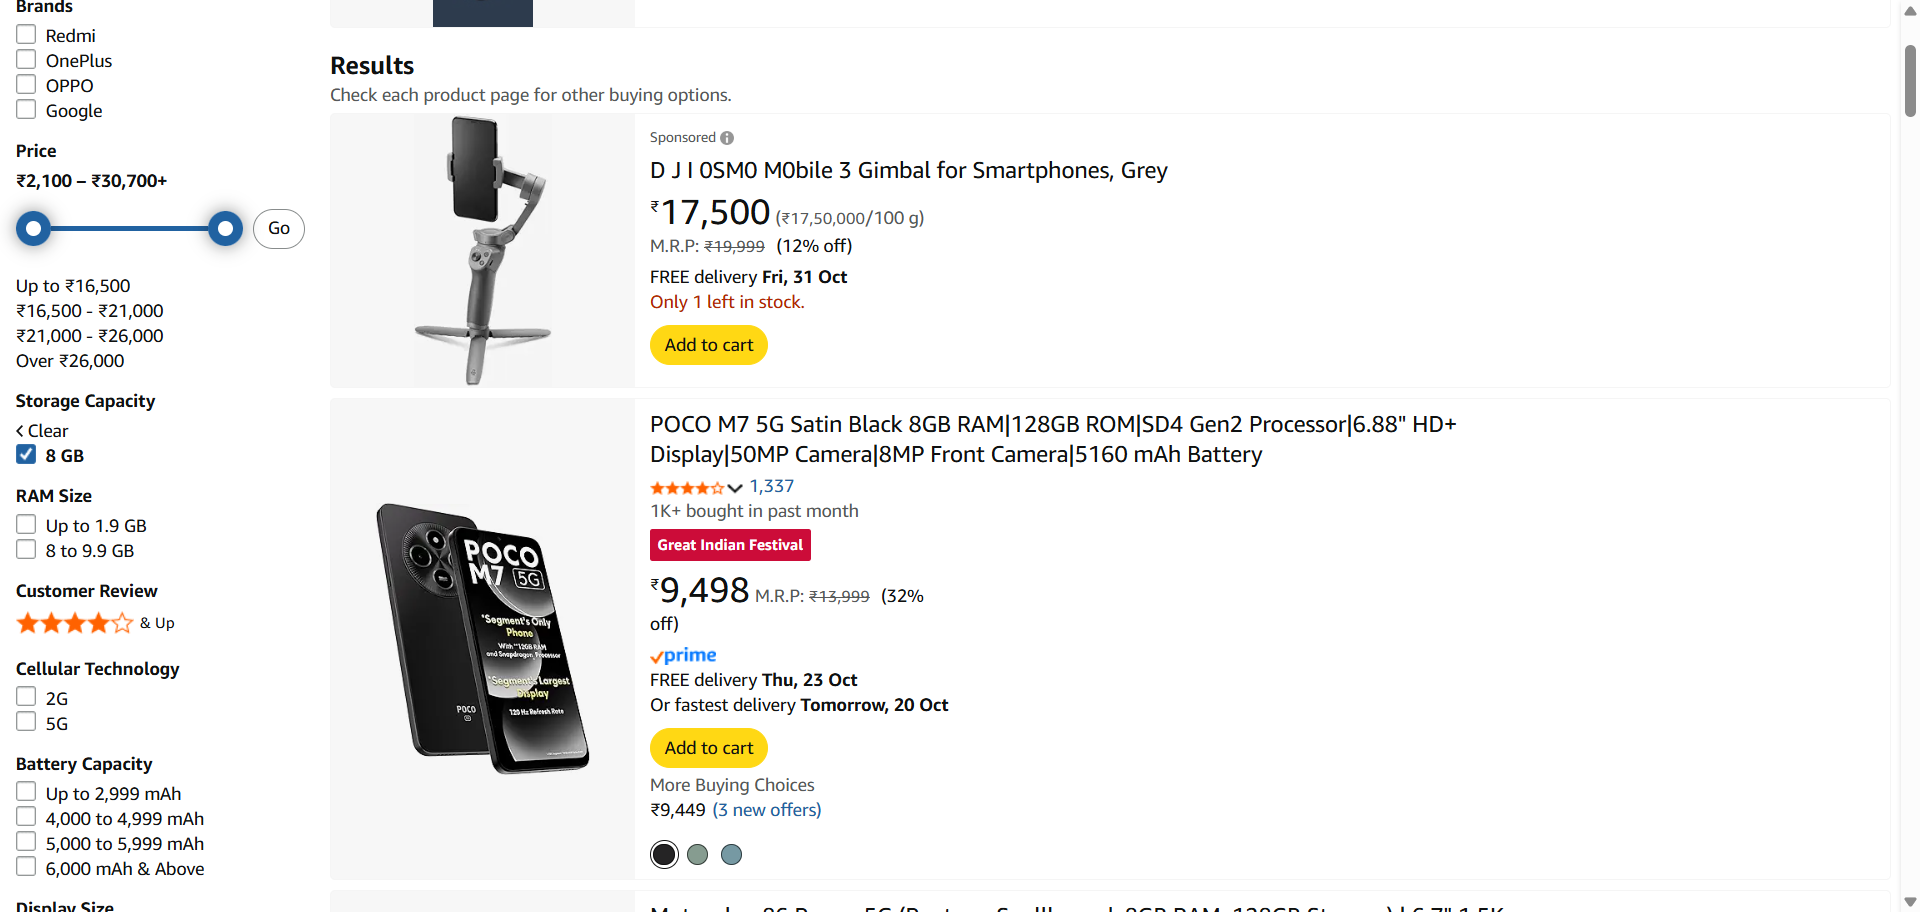 Brands
Redmi
OnePlus
OPPO
Google
Price
₹2,100 – ₹30,700+
Go
Up to ₹16,500
₹16,500 - ₹21,000
₹21,000 - ₹26,000
Over ₹26,000
Storage Capacity
Clear
8 GB
RAM Size
Up to 1.9 GB
8 to 9.9 GB
Customer Review
& Up
Cellular Technology
2G
5G
Battery Capacity
Up to 2,999 mAh
4,000 to 4,999 mAh
5,000 to 5,999 mAh
6,000 mAh & Above
Display Size
Results
Check each product page for other buying options.
Sponsored
D J I 0SM0 M0bile 3 Gimbal for Smartphones, Grey
₹17,500 (₹17,50,000/100 g)
M.R.P: ₹19,999 (12% off)
FREE delivery Fri, 31 Oct
Only 1 left in stock.
Add to cart
POCO
M7 5G
"Segment's Only
Phone
With "12GB RAM
and Snapdragon Processor
"Segment's Largest
Display
120 Hz Refresh Rate
POCO
5G
POCO M7 5G Satin Black 8GB RAM|128GB ROM|SD4 Gen2 Processor|6.88" HD+
Display|50MP Camera|8MP Front Camera|5160 mAh Battery
1,337
1K+ bought in past month
Great Indian Festival
₹9,498 M.R.P: ₹13,999 (32%
off)
prime
FREE delivery Thu, 23 Oct
Or fastest delivery Tomorrow, 20 Oct
Add to cart
More Buying Choices
₹9,449 (3 new offers)